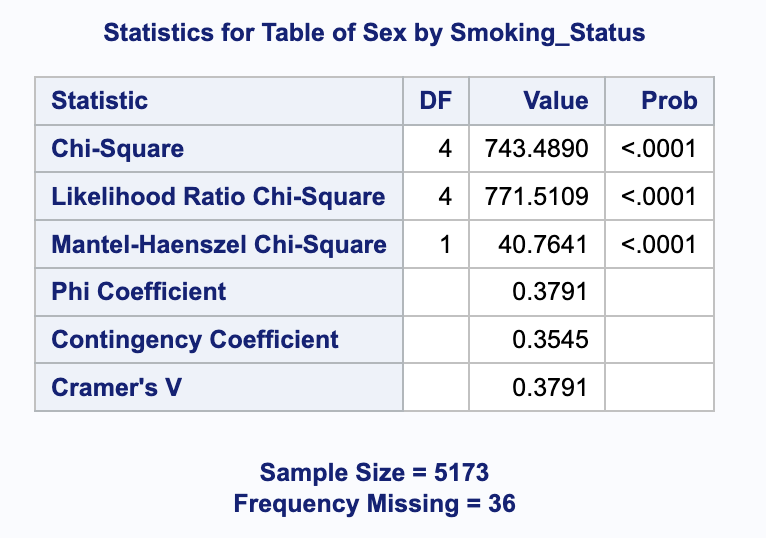 Statistics for Table of Sex by Smoking_Status
Statistic DF Value Prob
Chi-Square 4 743.4890 <.0001
Likelihood Ratio Chi-Square 4 771.5109 <.0001
Mantel-Haenszel Chi-Square 1 40.7641 <.0001
Phi Coefficient 0.3791
Contingency Coefficient 0.3545
Cramer's V 0.3791
Sample Size = 5173
Frequency Missing = 36